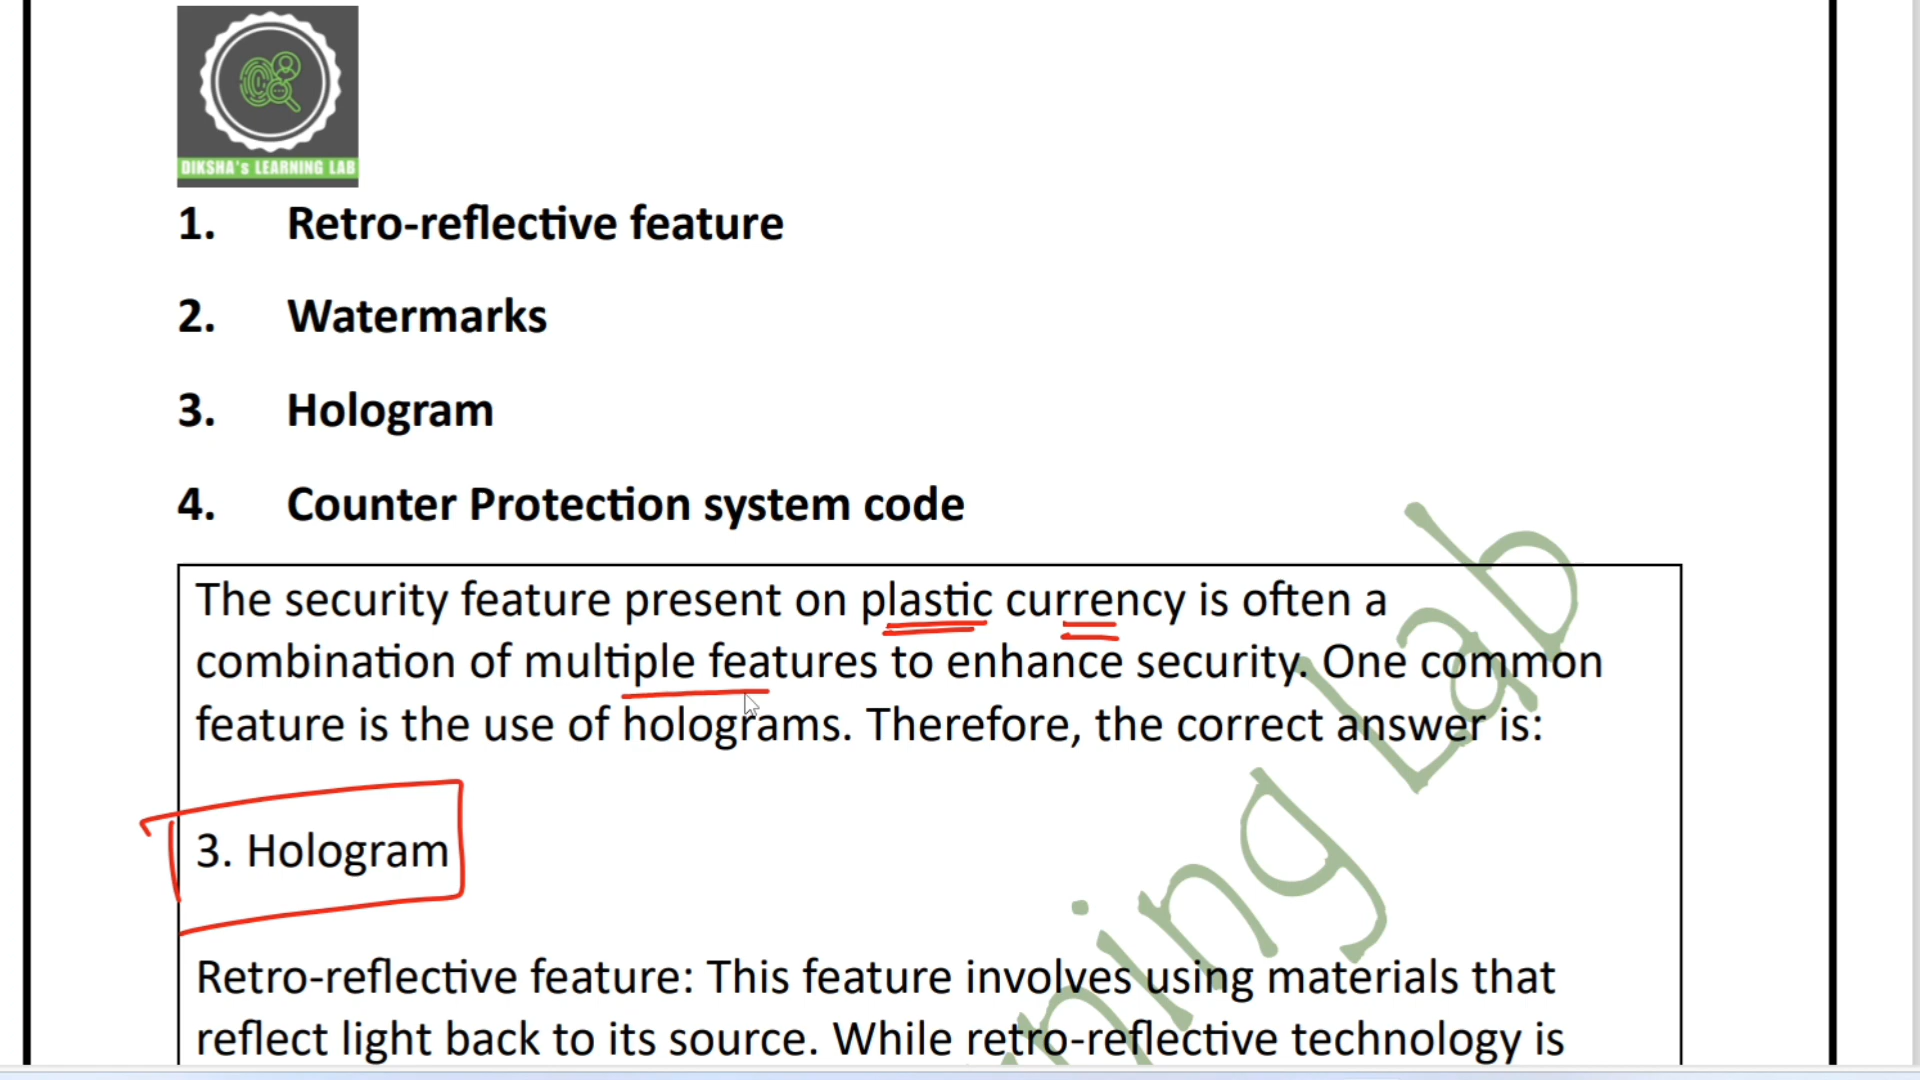 DIKSHA's LEARNING LAB
1. Retro-reflective feature
2. Watermarks
3. Hologram
4. Counter Protection system code
The security feature present on plastic currency is often a
combination of multiple features to enhance security. One common
feature is the use of holograms. Therefore, the correct answer is:
3. Hologram
Retro-reflective feature: This feature involves using materials that
reflect light back to its source. While retro-reflective technology is
ning Lab